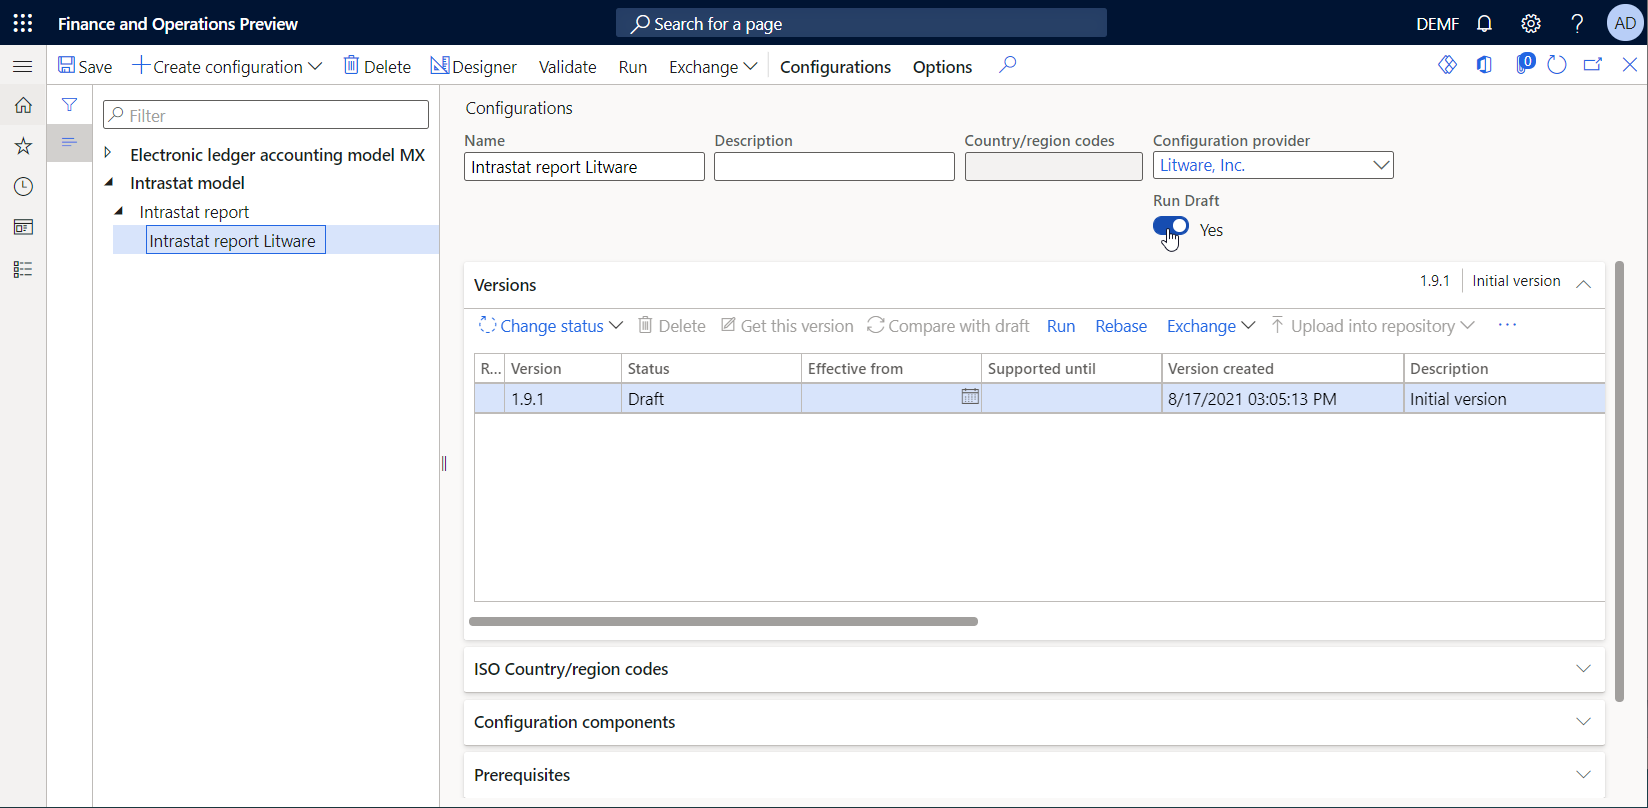 Finance and Operations Preview
Search for a page
DEMF
AD
Save
Create configuration
Delete
Designer
Validate
Run
Exchange
Configurations
Options
0
Filter
Electronic ledger accounting model MX
Intrastat model
Intrastat report
Intrastat report Litware
Configurations
Name
Description
Country/region codes
Configuration provider
Intrastat report Litware
Litware, Inc.
Run Draft
Yes
Versions
1.9.1
Initial version
Change status
Delete
Get this version
Compare with draft
Run
Rebase
Exchange
Upload into repository
R... Version Status Effective from Supported until Version created Description
1.9.1 Draft 8/17/2021 03:05:13 PM Initial version
ISO Country/region codes
Configuration components
Prerequisites